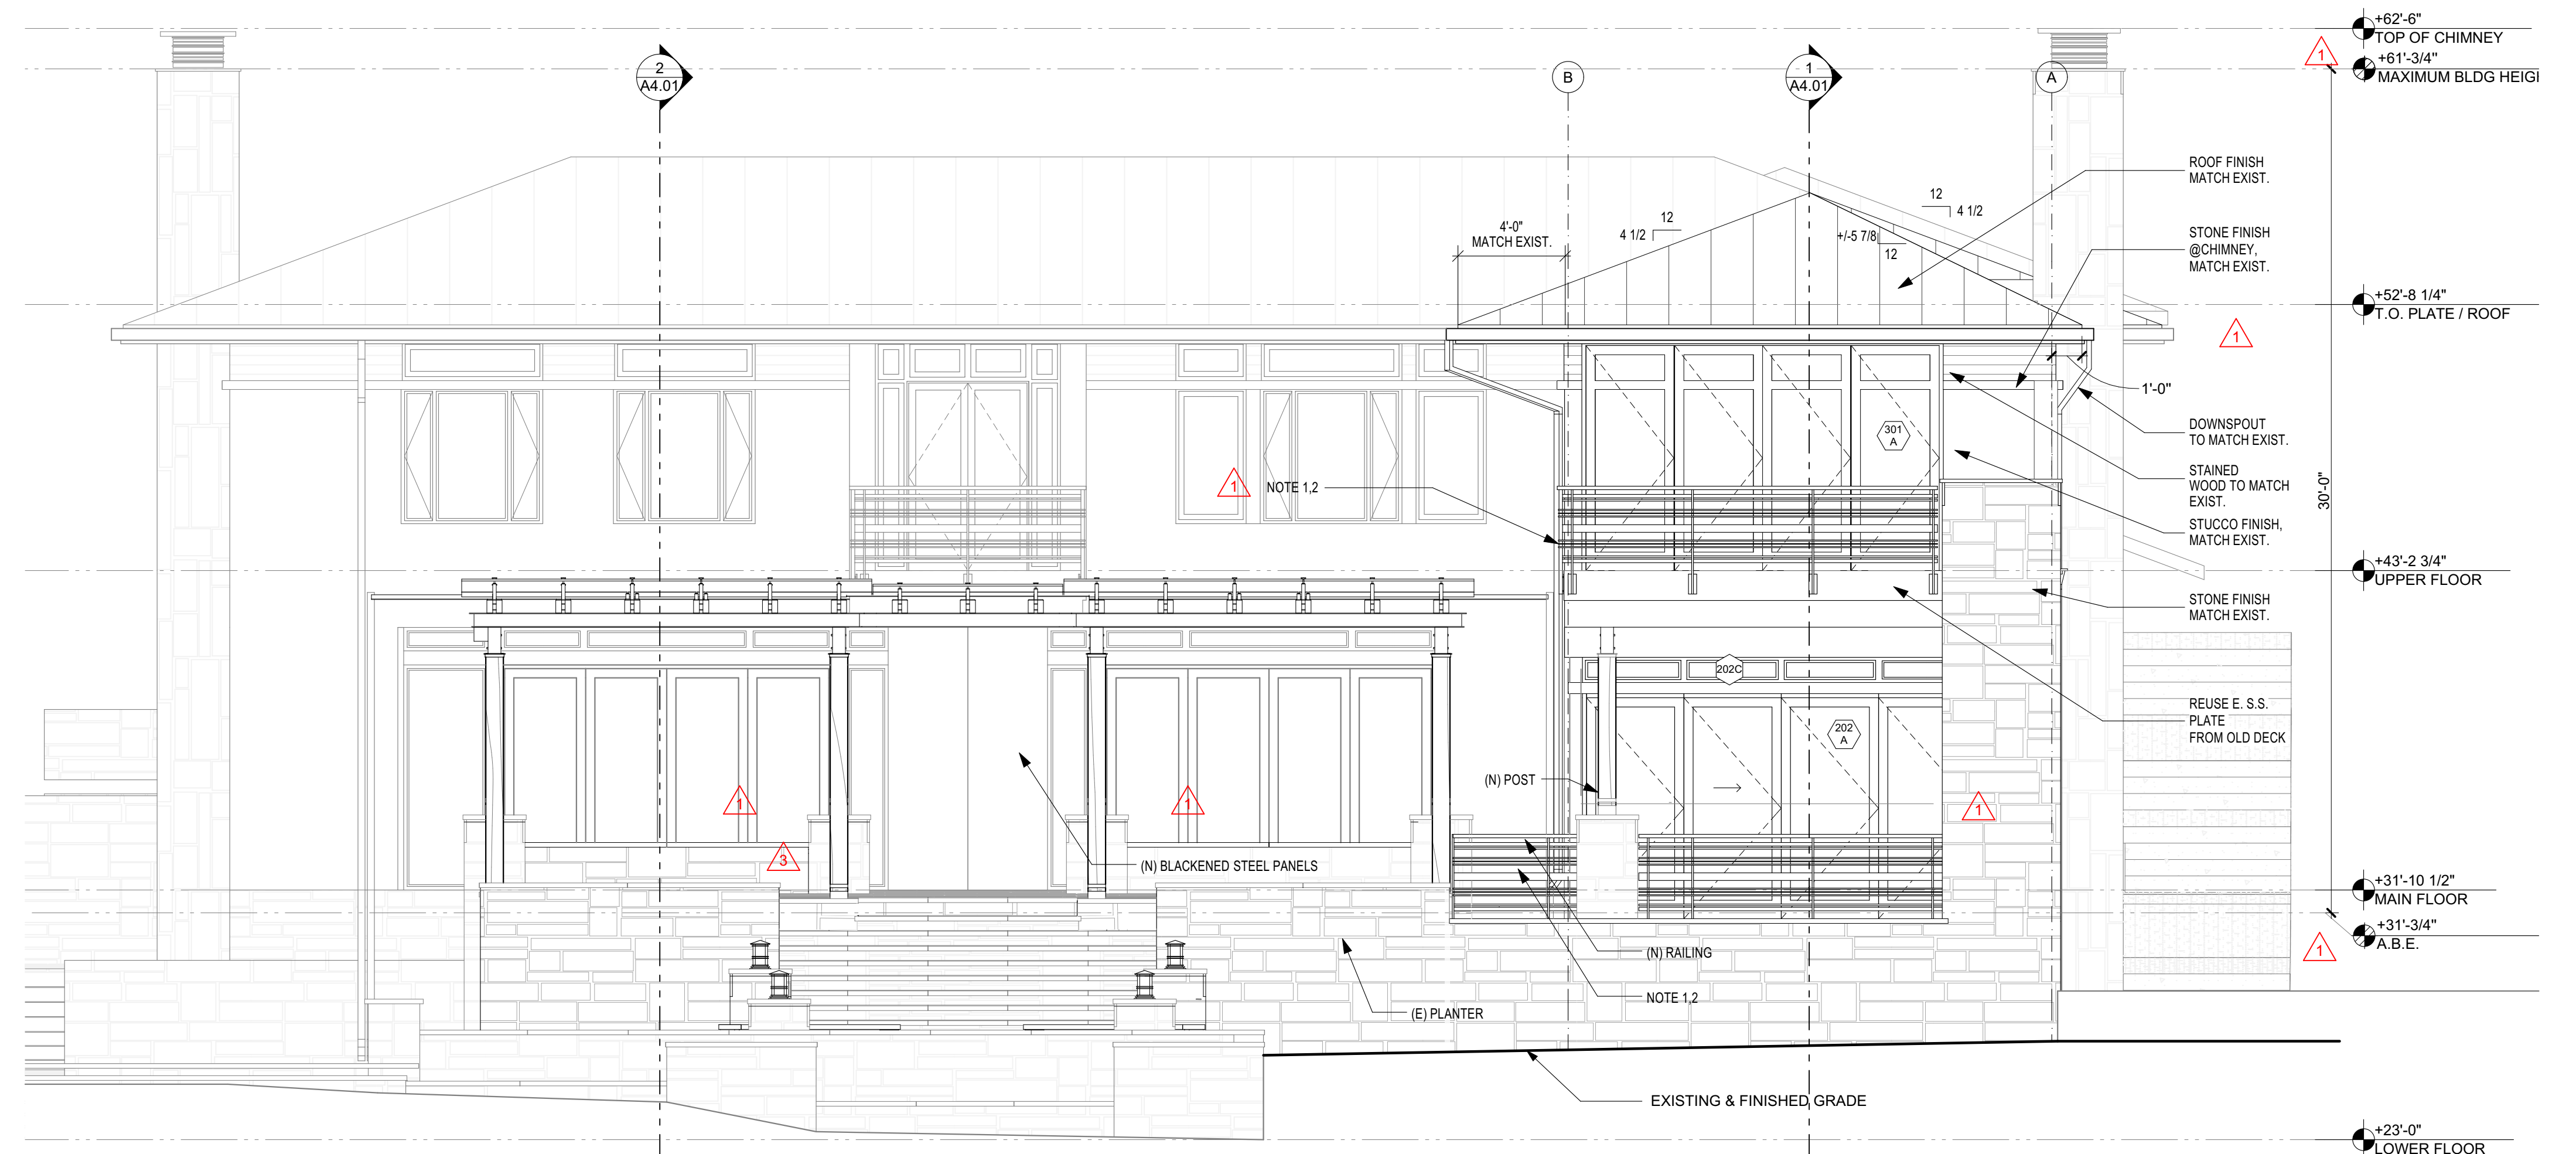 +62'-6"
TOP OF CHIMNEY
1
+61'-3/4"
MAXIMUM BLDG HEIGI
2
A4.01
B
1
A4.01
A
ROOF FINISH
MATCH EXIST.
12
4 1/2
12
4 1/2
4'-0"
MATCH EXIST.
+/-5 7/8
12
STONE FINISH
@CHIMNEY,
MATCH EXIST.
+52'-8 1/4"
T.O. PLATE / ROOF
1
1'-0"
DOWNSPOUT
TO MATCH EXIST.
301
A
STAINED
WOOD TO MATCH
EXIST.
30'-0"
1
NOTE 1,2
STUCCO FINISH,
MATCH EXIST.
+43'-2 3/4"
UPPER FLOOR
STONE FINISH
MATCH EXIST.
202C
REUSE E. S.S.
PLATE
FROM OLD DECK
202
A
(N) POST
1
1
1
3
(N) BLACKENED STEEL PANELS
+31'-10 1/2"
MAIN FLOOR
+31'-3/4"
A.B.E.
1
(N) RAILING
NOTE 1,2
(E) PLANTER
EXISTING & FINISHED GRADE
+23'-0"
LOWER FLOOR